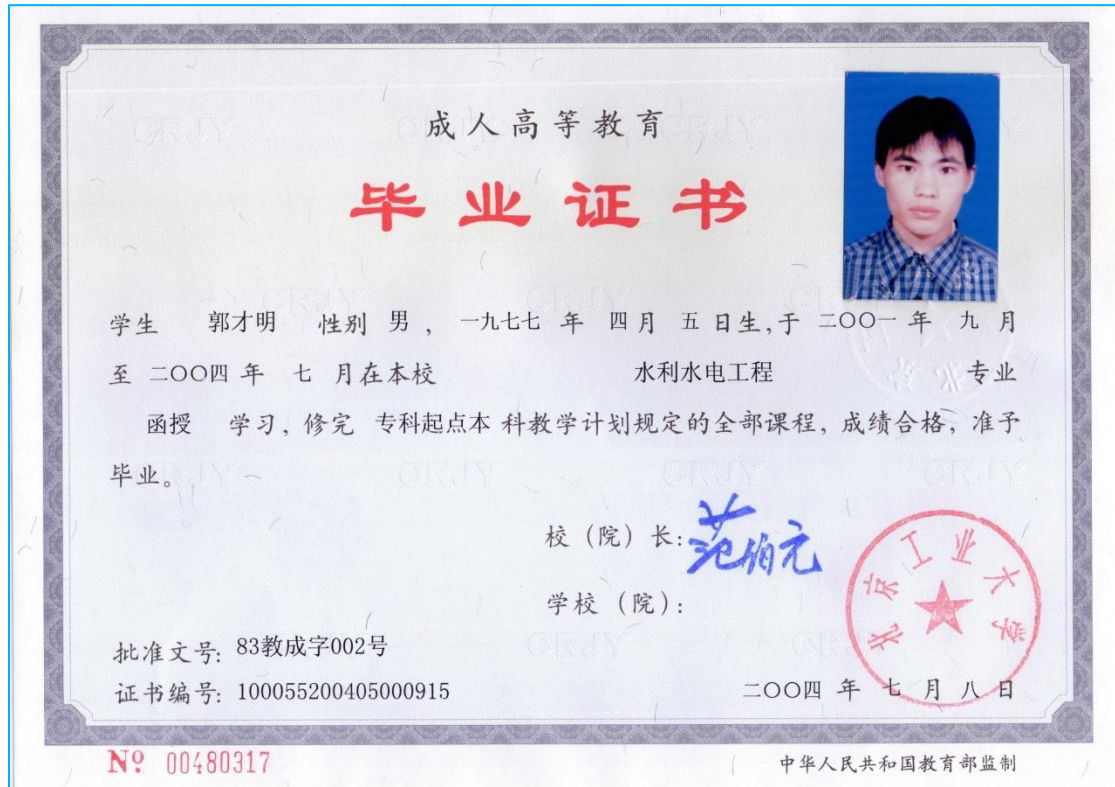 成人高等教育
毕业证书
学生 郭才明 性别 男 , 一九七七 年 四 月 五 日生,于 二〇〇一 年 九 月
至 二〇〇四 年 七 月在本校 水利水电工程 专业
函授 学习, 修完 专科起点本 科教学计划规定的全部课程, 成绩合格, 准予
毕业。
校（院）长: 范伯元
学校（院）:
北京工业大学
批准文号: 83教成字002号
证书编号: 100055200405000915
二〇〇四 年 七 月 八 日
№ 00480317
中华人民共和国教育部监制